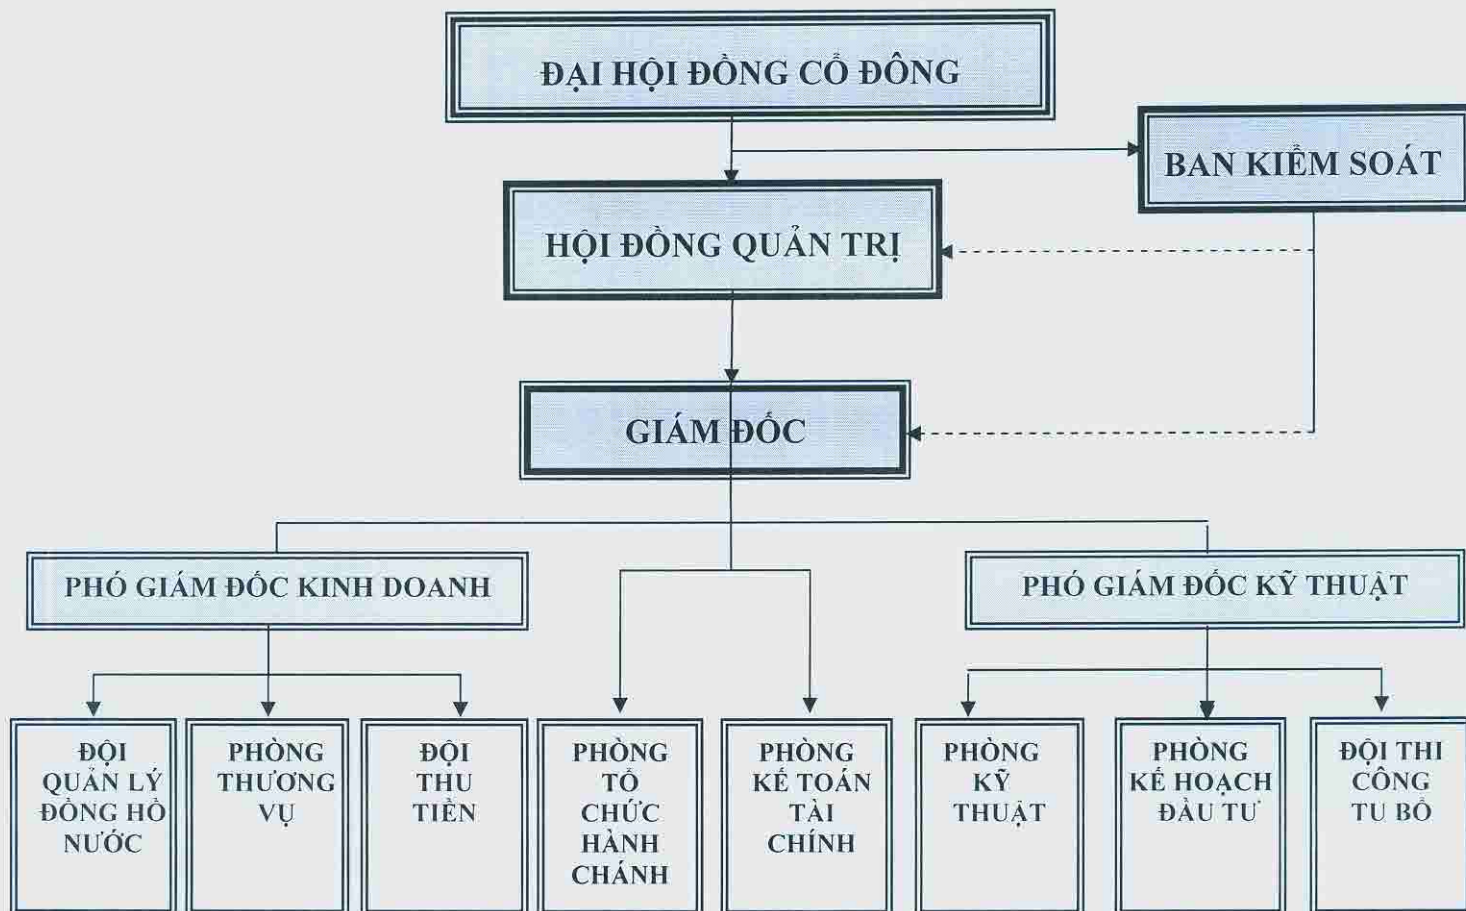 ĐẠI HỘI ĐỒNG CỔ ĐÔNG
BAN KIỂM SOÁT
HỘI ĐỒNG QUẢN TRỊ
GIÁM ĐỐC
PHÓ GIÁM ĐỐC KINH DOANH
PHÓ GIÁM ĐỐC KỸ THUẬT
ĐỘI
QUẢN LÝ
ĐỒNG HỒ
NƯỚC
PHÒNG
THƯƠNG
VỤ
ĐỘI
THU
TIỀN
PHÒNG
TỔ
CHỨC
HÀNH
CHÁNH
PHÒNG
KẾ TOÁN
TÀI
CHÍNH
PHÒNG
KỸ
THUẬT
PHÒNG
KẾ HOẠCH
ĐẦU TƯ
ĐỘI THI
CÔNG
TU BỔ